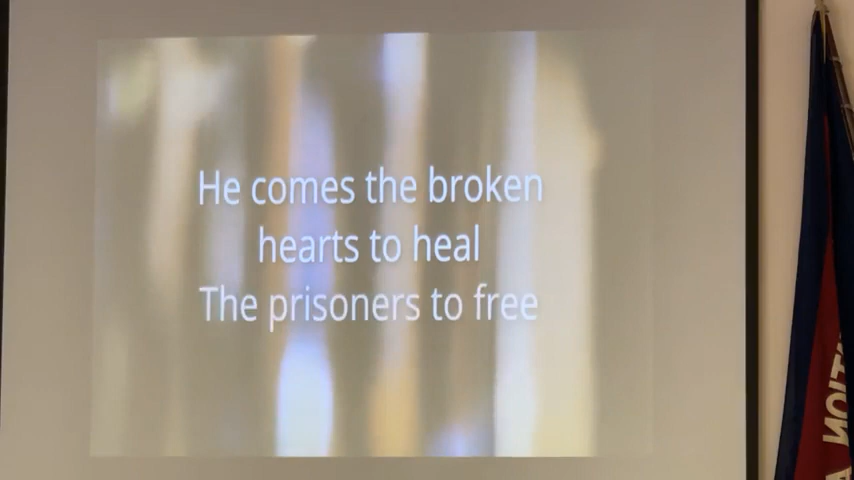 He comes the broken
hearts to heal
The prisoners to free